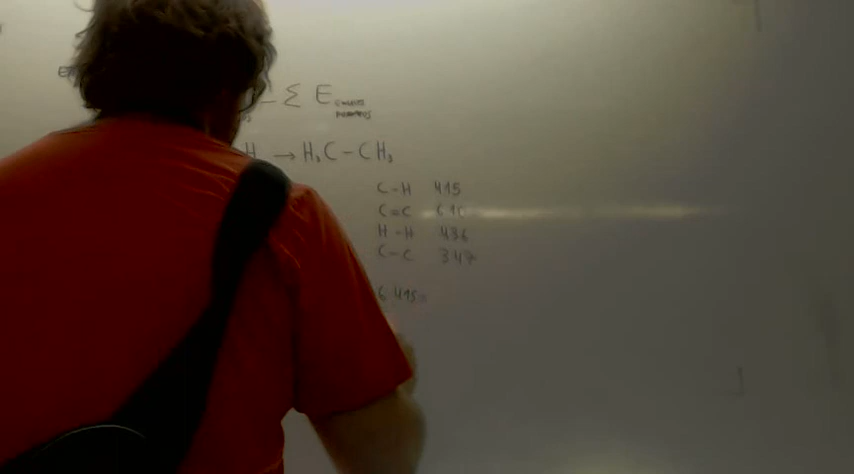 - Σ E
H → H₃C - CH₃
C-H 415
C=C 610
H-H 436
C-C 347
6·415=